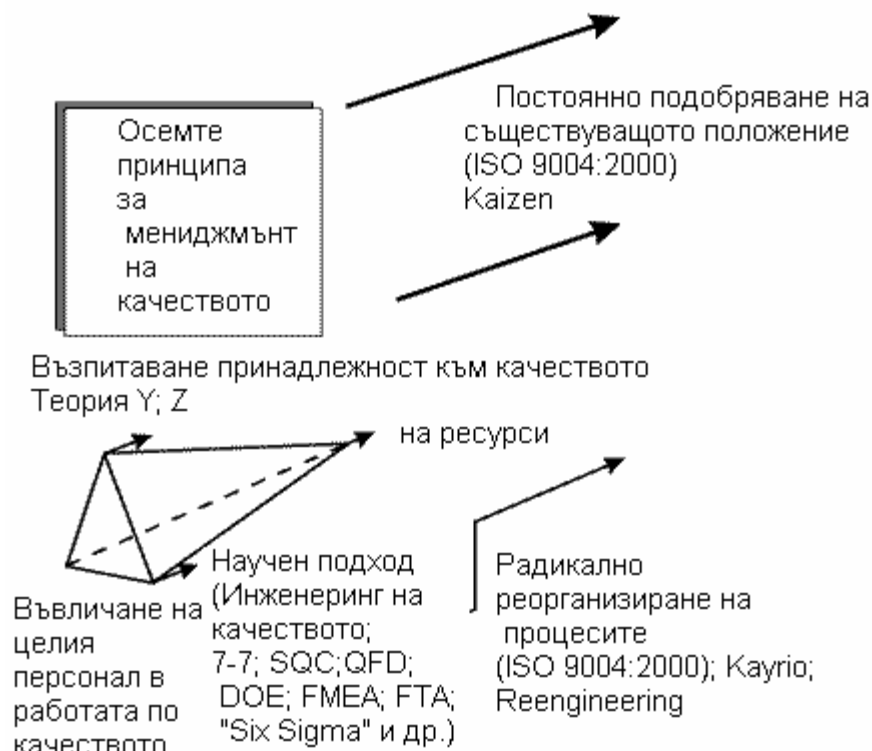 Осемте
принципа
за
мениджмънт
на
качеството
Постоянно подобряване на
съществуващото положение
(ISO 9004:2000)
Kaizen
Възпитаване принадлежност към качеството
Теория Y; Z
на ресурси
Въвличане на
целия
персонал в
работата по
качеството
Научен подход
(Инженеринг на
качеството;
7-7; SQC;QFD;
DOE; FMEA; FTA;
"Six Sigma" и др.)
Радикално
реорганизиране на
процесите
(ISO 9004:2000); Kayrio;
Reengineering